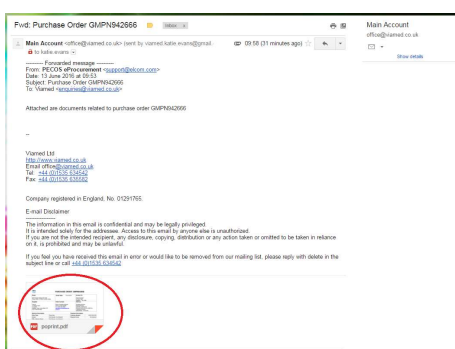 Fwd: Purchase Order GMPN942666
Inbox x
Main Account <office@viamed.co.uk> (sent by viamed.katie.evans@gmail.
09:58 (31 minutes ago)
to katie.evans
Main Account
office@viamed.co.uk
Show details
---------- Forwarded message ----------
From: PECOS eProcurement <support@elcom.com>
Date: 13 June 2016 at 09:53
Subject: Purchase Order GMPN942666
To: Viamed <enquiries@viamed.co.uk>
Attached are documents related to purchase order GMPN942666
--
Viamed Ltd
http://www.viamed.co.uk
Email office@viamed.co.uk
Tel: +44 (0)1535 634542
Fax: +44 (0)1535 635582
Company registered in England, No. 01291765.
E-mail Disclaimer
The information in this email is confidential and may be legally privileged.
It is intended solely for the addressee. Access to this email by anyone else is unauthorized.
If you are not the intended recipient, any disclosure, copying, distribution or any action taken or omitted to be taken in reliance
on it, is prohibited and may be unlawful.
If you feel you have received this email in error or would like to be removed from our mailing list, please reply with delete in the
subject line or call +44 (0)1535 634542
PDF poprint.pdf